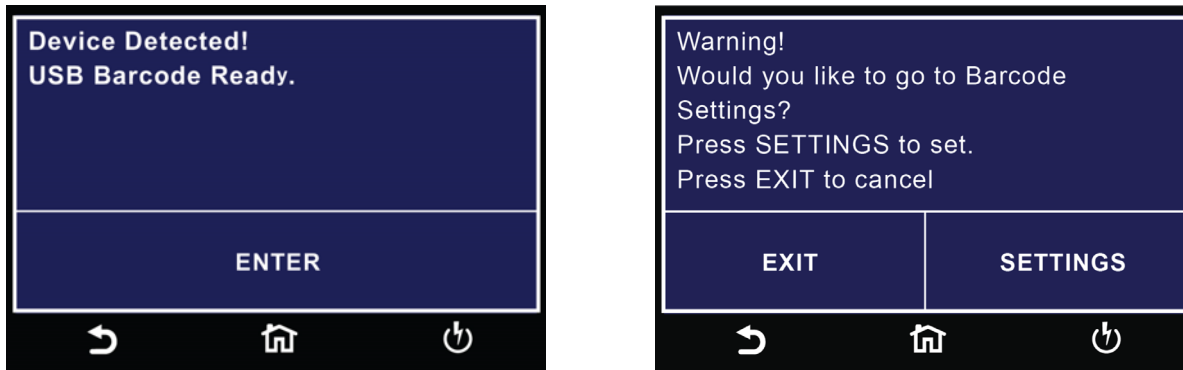 Device Detected!
USB Barcode Ready.
ENTER
Warning!
Would you like to go to Barcode
Settings?
Press SETTINGS to set.
Press EXIT to cancel
EXIT
SETTINGS